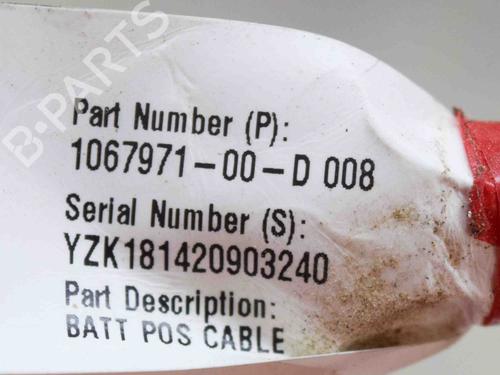 B-PARTS
Part Number (P):
1067971-00-D 008
Serial Number (S):
YZK181420903240
Part Description:
BATT POS CABLE